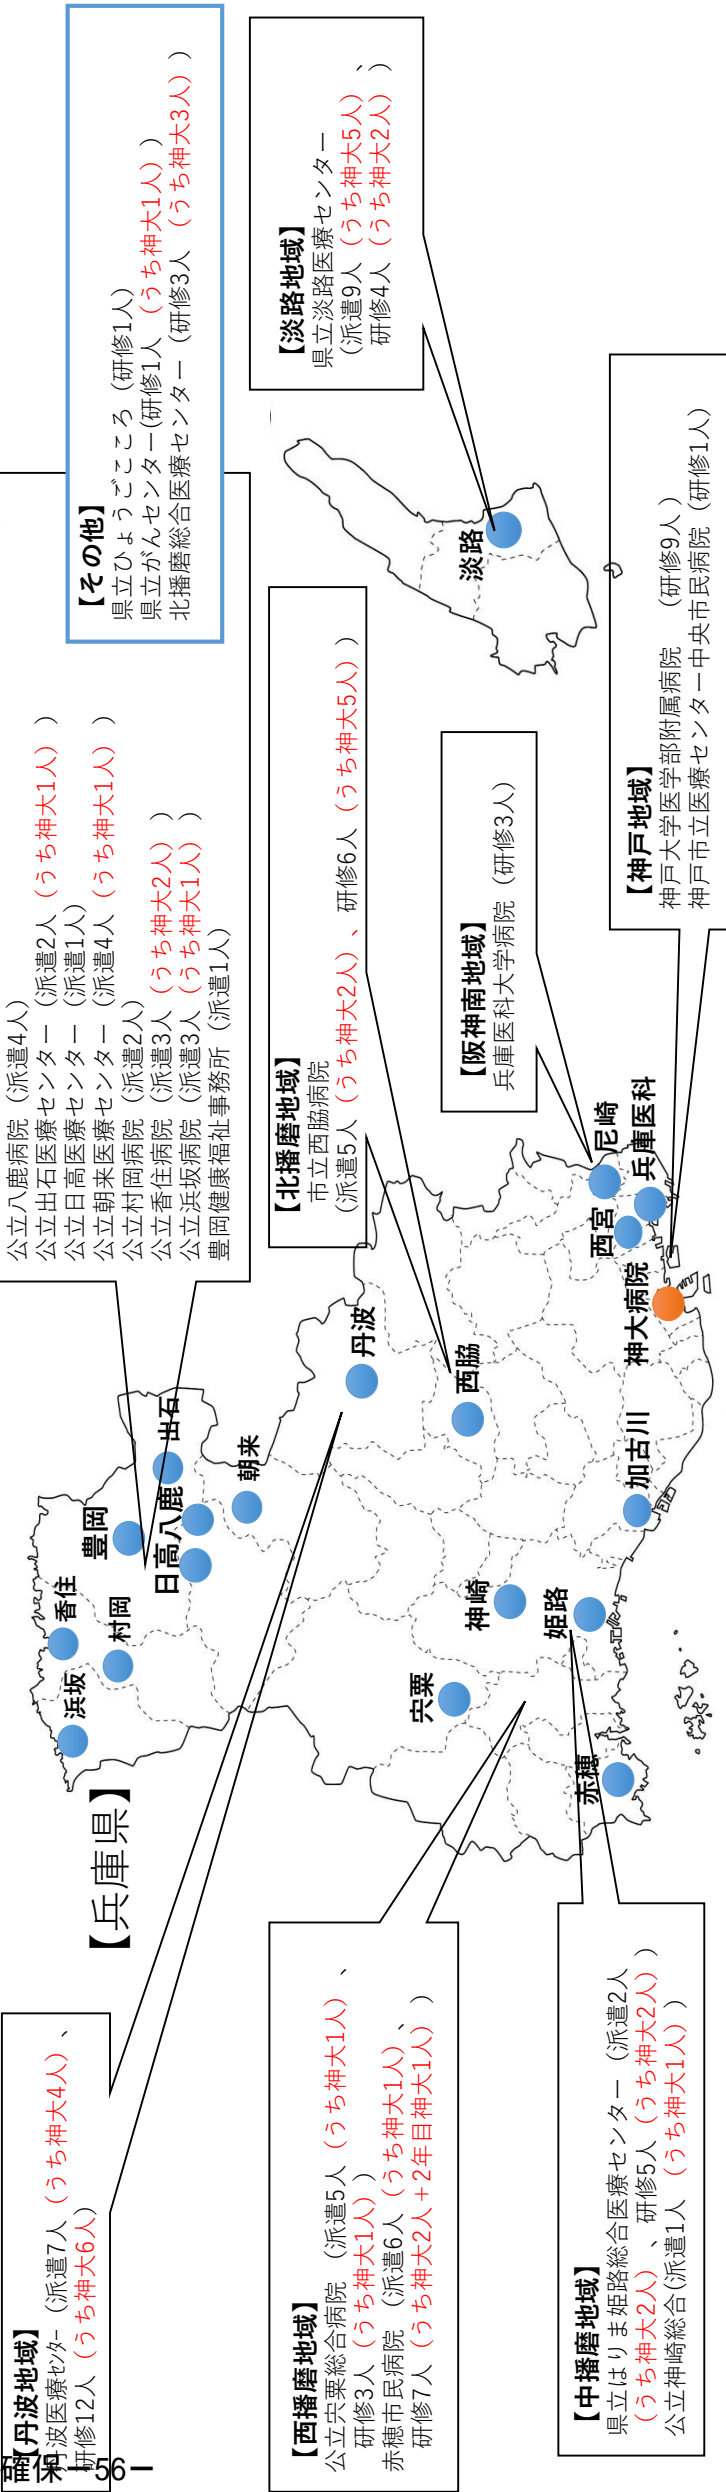 【兵庫県】
【丹波地域】
丹波医療ｾﾝﾀｰ（派遣7人（うち神大4人）、
研修12人（うち神大6人）
【西播磨地域】
公立宍粟総合病院（派遣5人（うち神大1人）、
研修3人（うち神大1人））
赤穂市民病院（派遣6人（うち神大1人）、
研修7人（うち神大2人＋2年目神大1人））
【中播磨地域】
県立はりま姫路総合医療センター（派遣2人
（うち神大2人）、研修5人（うち神大2人））
公立神崎総合(派遣1人（うち神大1人））
公立八鹿病院（派遣4人）
公立出石医療センター（派遣2人（うち神大1人））
公立日高医療センター（派遣1人）
公立朝来医療センター（派遣4人（うち神大1人））
公立村岡病院（派遣2人）
公立香住病院（派遣3人（うち神大2人））
公立浜坂病院（派遣3人（うち神大1人））
豊岡健康福祉事務所（派遣1人）
【北播磨地域】
市立西脇病院
（派遣5人（うち神大2人）、研修6人（うち神大5人））
【阪神南地域】
兵庫医科大学病院（研修3人）
【神戸地域】
神戸大学医学部附属病院　（研修9人）
神戸市立医療センター中央市民病院（研修1人）
【その他】
県立ひょうごこころ（研修1人）
県立がんセンター(研修1人（うち神大1人））
北播磨総合医療センター（研修3人（うち神大3人））
【淡路地域】
県立淡路医療センター
（派遣9人（うち神大5人）、
研修4人（うち神大2人））
浜坂
香住
村岡
豊岡
日高
八鹿
出石
朝来
丹波
西脇
宍粟
神崎
姫路
赤穂
加古川
神大病院
西宮
尼崎
兵庫医科
淡路
確保－56－